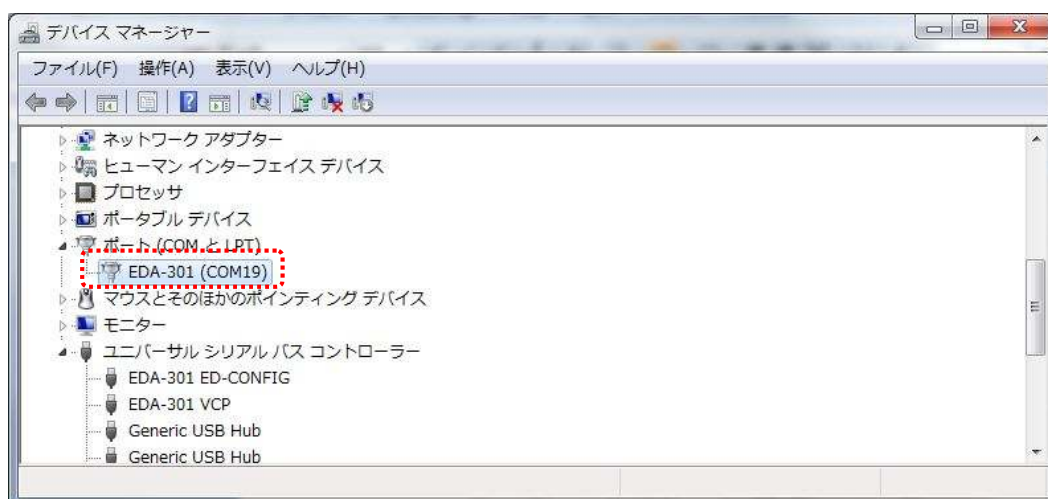 デバイス マネージャー
ファイル(F) 操作(A) 表示(V) ヘルプ(H)
ネットワーク アダプター
ヒューマン インターフェイス デバイス
プロセッサ
ポータブル デバイス
ポート (COM と LPT)
EDA-301 (COM19)
マウスとそのほかのポインティング デバイス
モニター
ユニバーサル シリアル バス コントローラー
EDA-301 ED-CONFIG
EDA-301 VCP
Generic USB Hub
Generic USB Hub